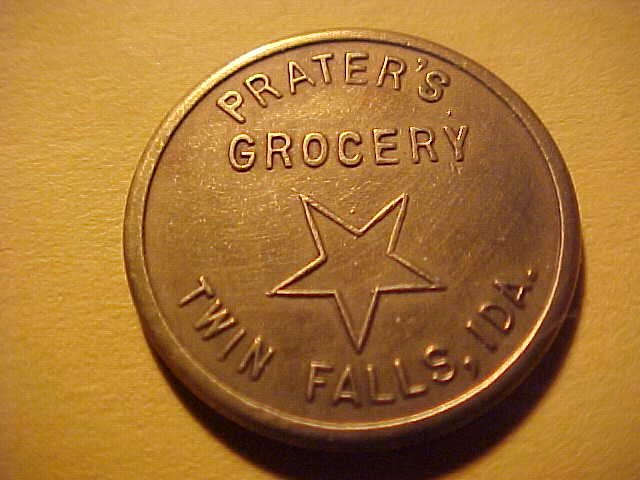 PRATER'S
GROCERY
TWIN FALLS, IDA.